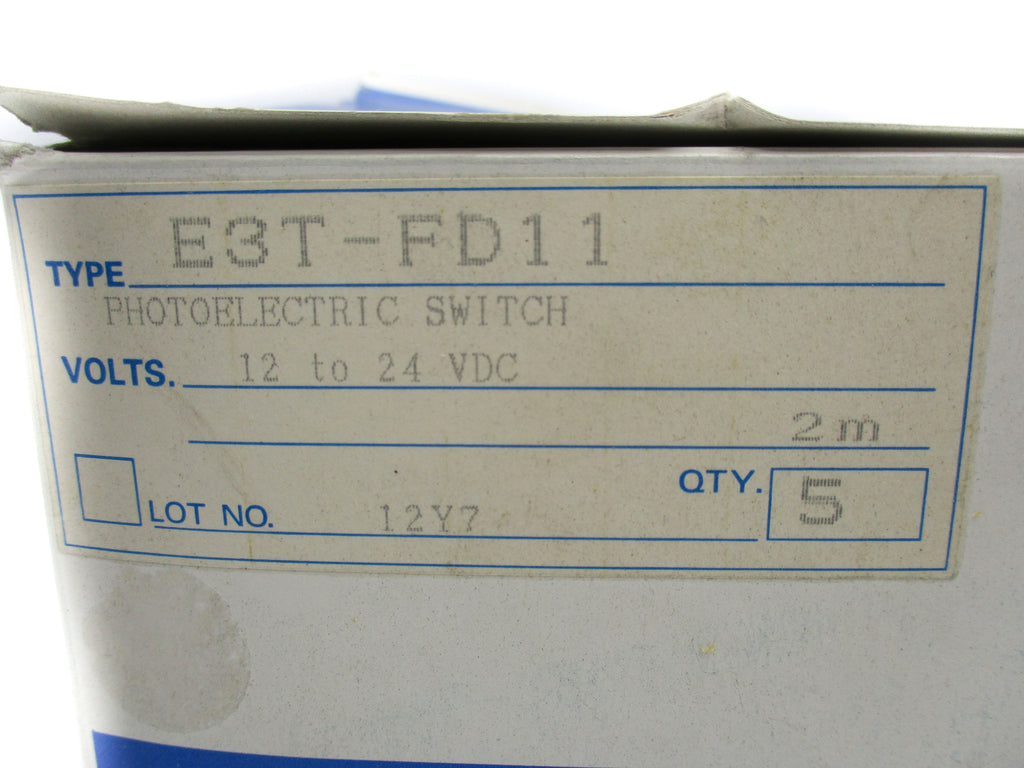 TYPE E3T-FD11
PHOTOELECTRIC SWITCH
VOLTS. 12 to 24 VDC
2m
QTY. 5
LOT NO. 12Y7